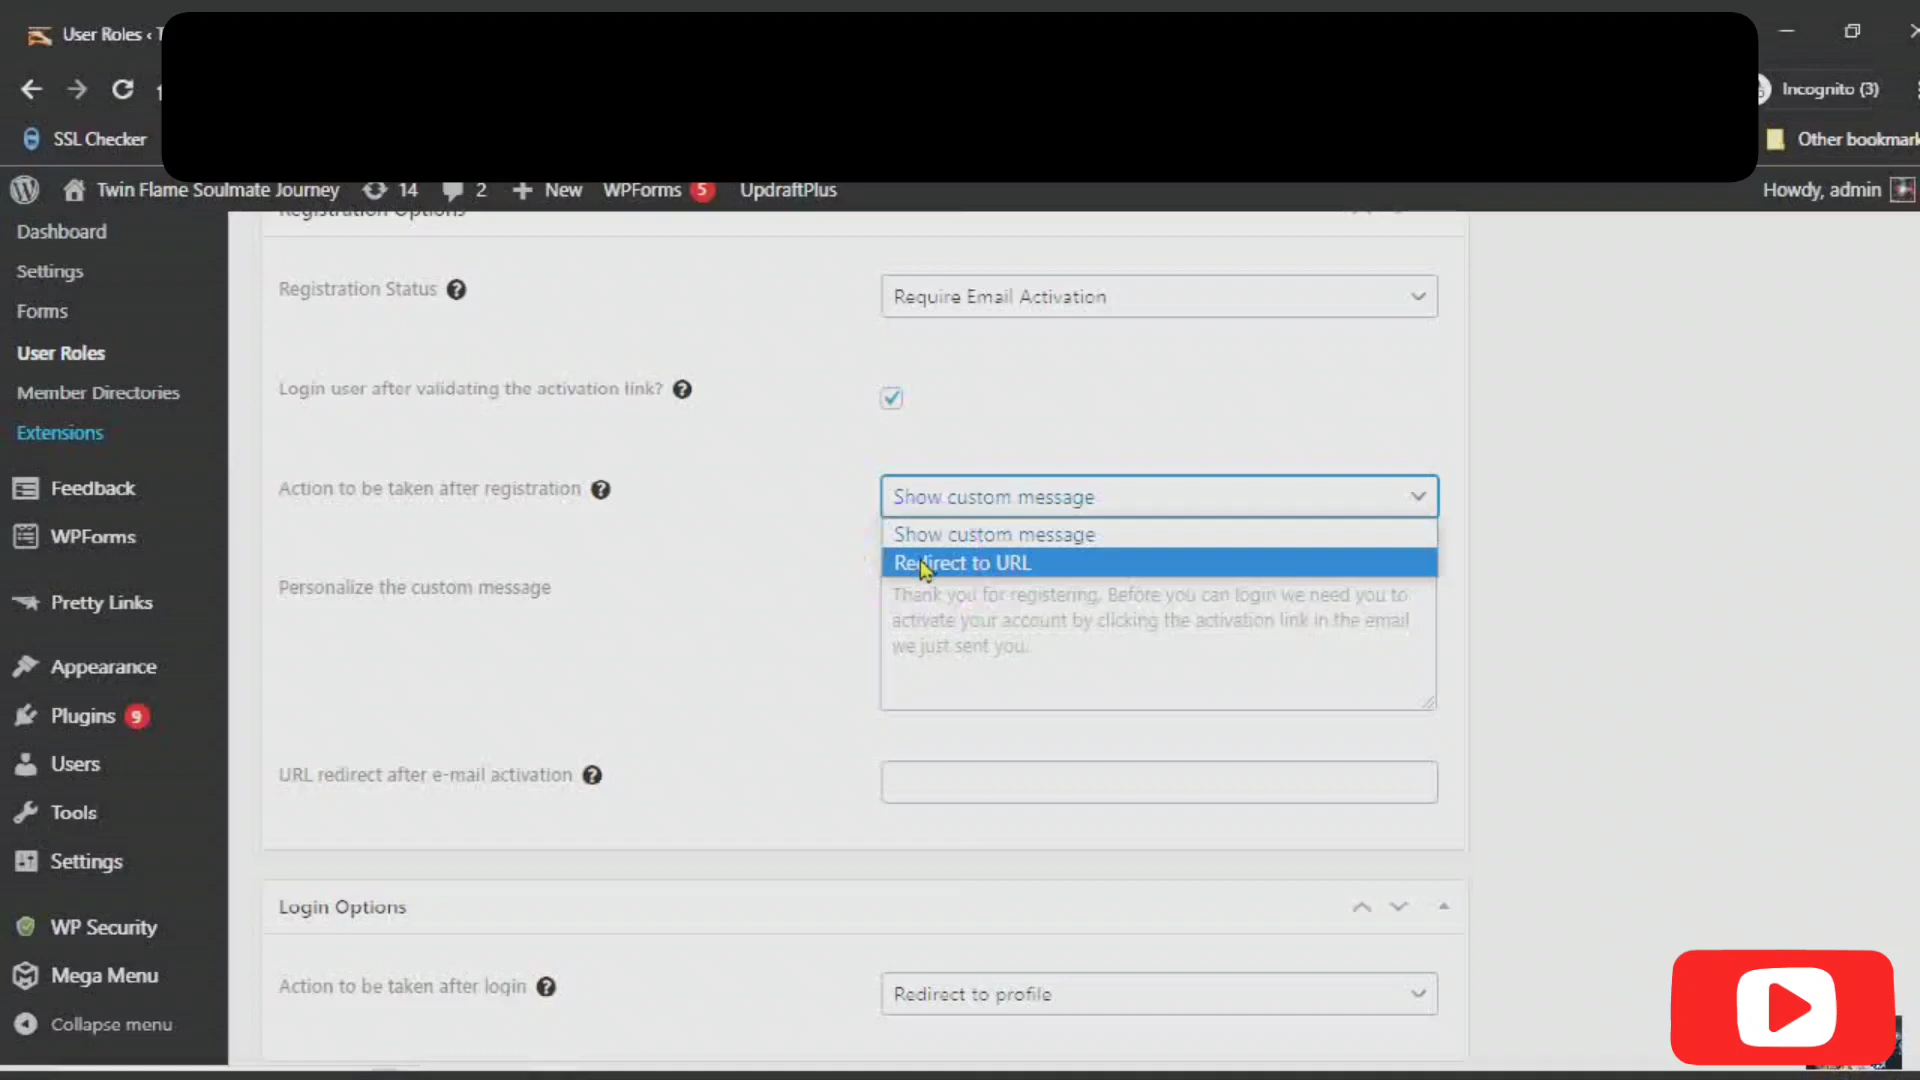 User Roles ‹
Incognito (3)
SSL Checker
Other bookmark
Twin Flame Soulmate Journey 14 2 New WPForms 5 UpdraftPlus
Howdy, admin
Dashboard
Settings
Forms
User Roles
Member Directories
Extensions
Feedback
WPForms
Pretty Links
Appearance
Plugins 9
Users
Tools
Settings
WP Security
Mega Menu
Collapse menu
Registration Options
Registration Status ?
Require Email Activation
Login user after validating the activation link? ?
Action to be taken after registration ?
Show custom message
Show custom message
Redirect to URL
Personalize the custom message
Thank you for registering. Before you can login we need you to
activate your account by clicking the activation link in the email
we just sent you.
URL redirect after e-mail activation ?
Login Options
Action to be taken after login ?
Redirect to profile